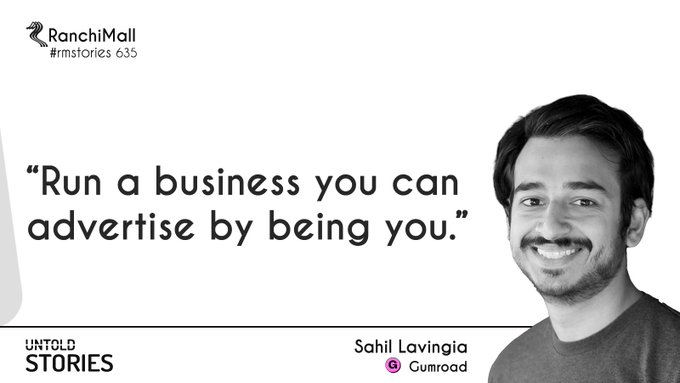 RanchiMall
#rmstories 635
“Run a business you can
advertise by being you.”
UNTOLD
STORIES
Sahil Lavingia
G Gumroad